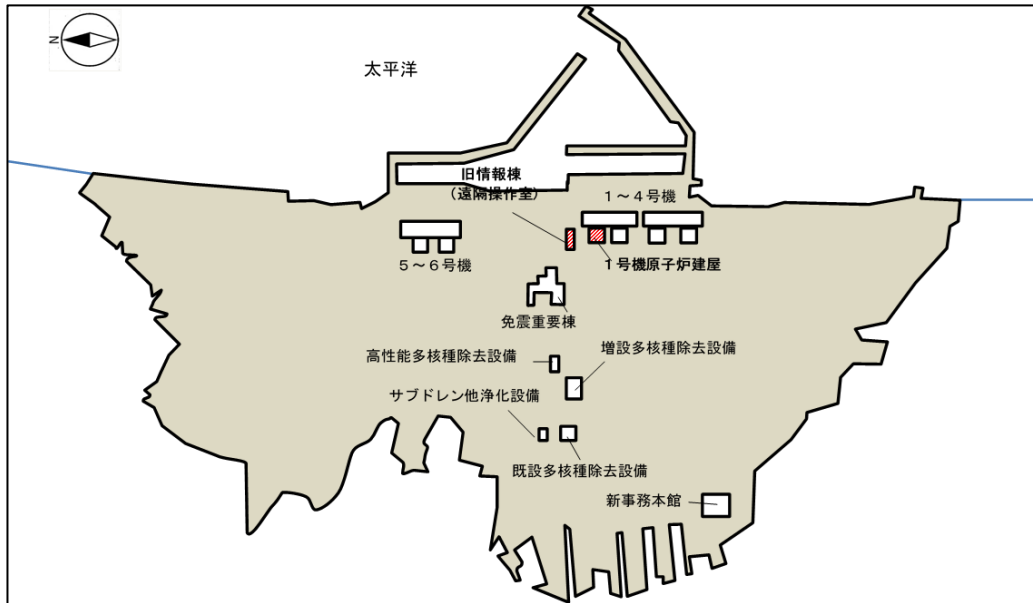 N
太平洋
旧情報棟
(遠隔操作室)
1～4号機
5～6号機
1号機原子炉建屋
免震重要棟
高性能多核種除去設備
増設多核種除去設備
サブドレン他浄化設備
既設多核種除去設備
新事務本館